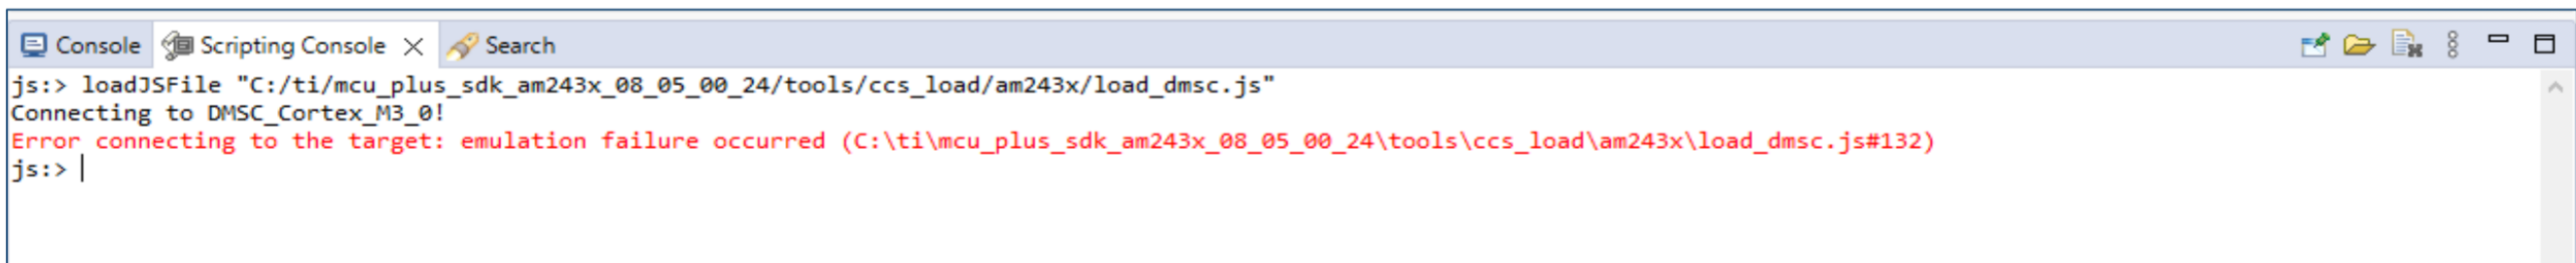 Console Scripting Console Search
js:> loadJSFile "C:/ti/mcu_plus_sdk_am243x_08_05_00_24/tools/ccs_load/am243x/load_dmsc.js"
Connecting to DMSC_Cortex_M3_0!
Error connecting to the target: emulation failure occurred (C:\ti\mcu_plus_sdk_am243x_08_05_00_24\tools\ccs_load\am243x\load_dmsc.js#132)
js:>